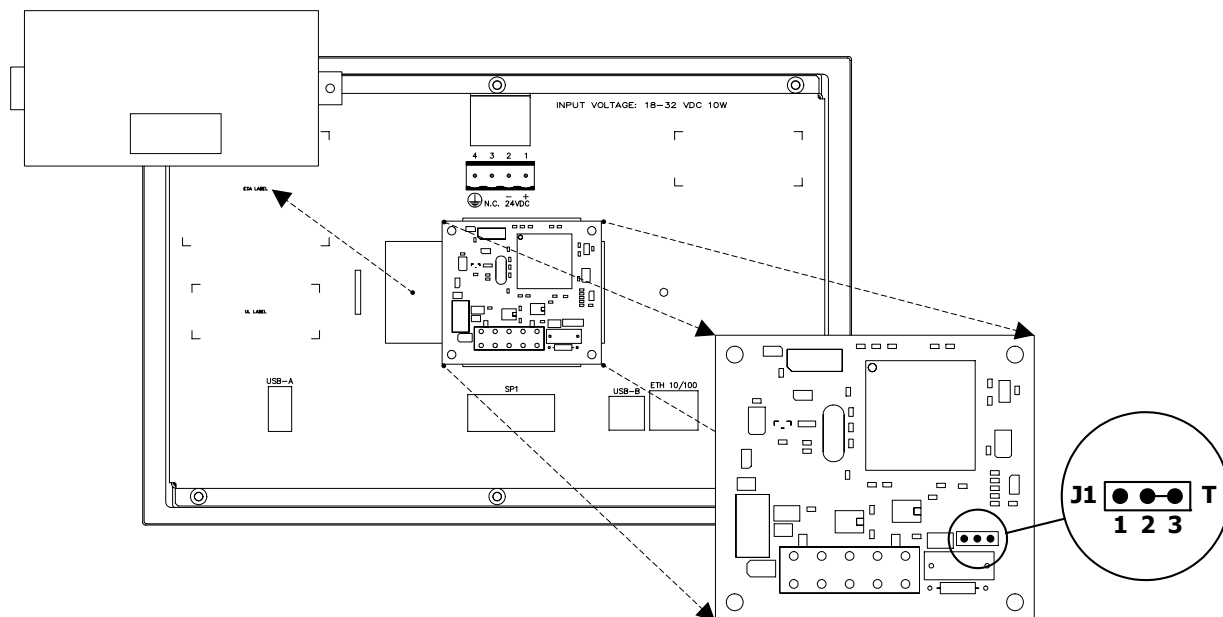 INPUT VOLTAGE: 18-32 VDC 10W
4 3 2 1
- +
N.C. 24VDC
ESA LABEL
UL LABEL
USB-A
SP1
USB-B
ETH 10/100
J1 T
1 2 3